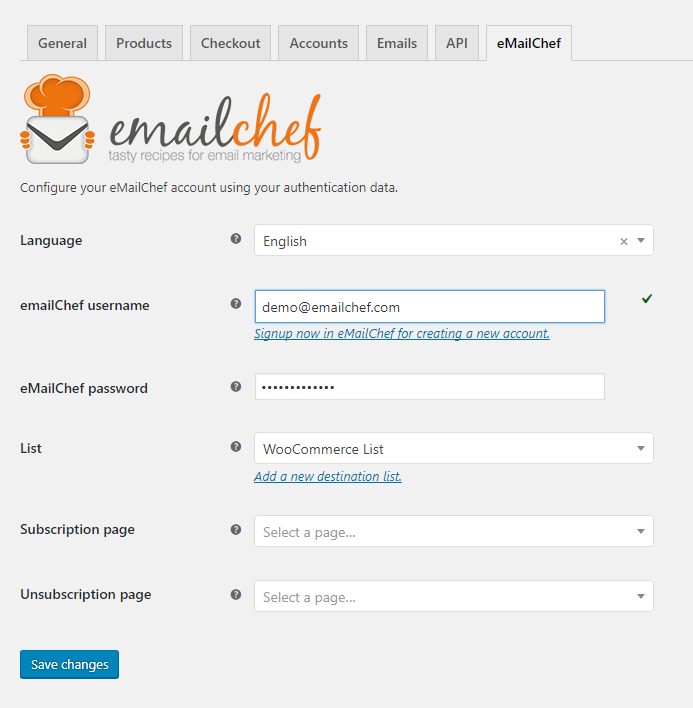 General Products Checkout Accounts Emails API eMailChef
emailchef
tasty recipes for email marketing
Configure your eMailChef account using your authentication data.
Language ? English ×
emailChef username ? demo@emailchef.com
Signup now in eMailChef for creating a new account.
eMailChef password ? •••••••••••••
List ? WooCommerce List
Add a new destination list.
Subscription page ? Select a page...
Unsubscription page ? Select a page...
Save changes